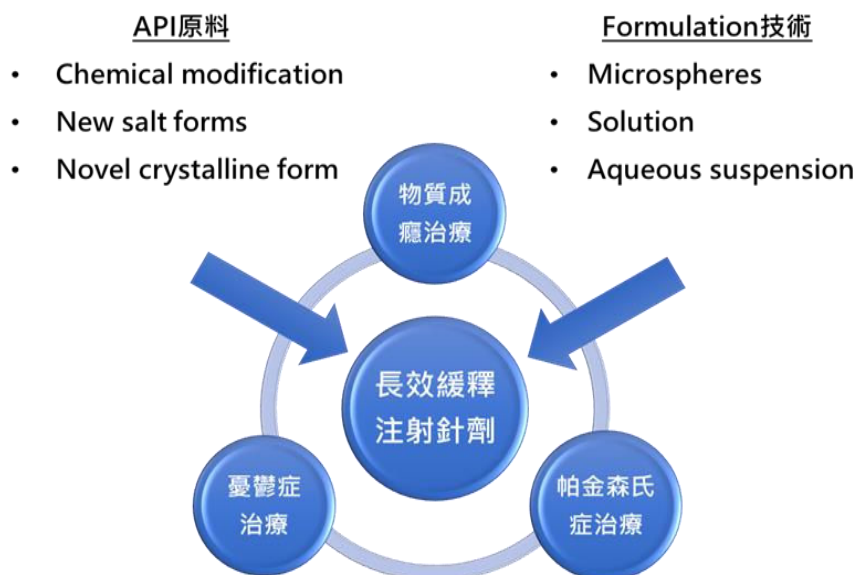 API原料
• Chemical modification
• New salt forms
• Novel crystalline form
Formulation技術
• Microspheres
• Solution
• Aqueous suspension
物質成
癮治療
長效緩釋
注射針劑
憂鬱症
治療
帕金森氏
症治療